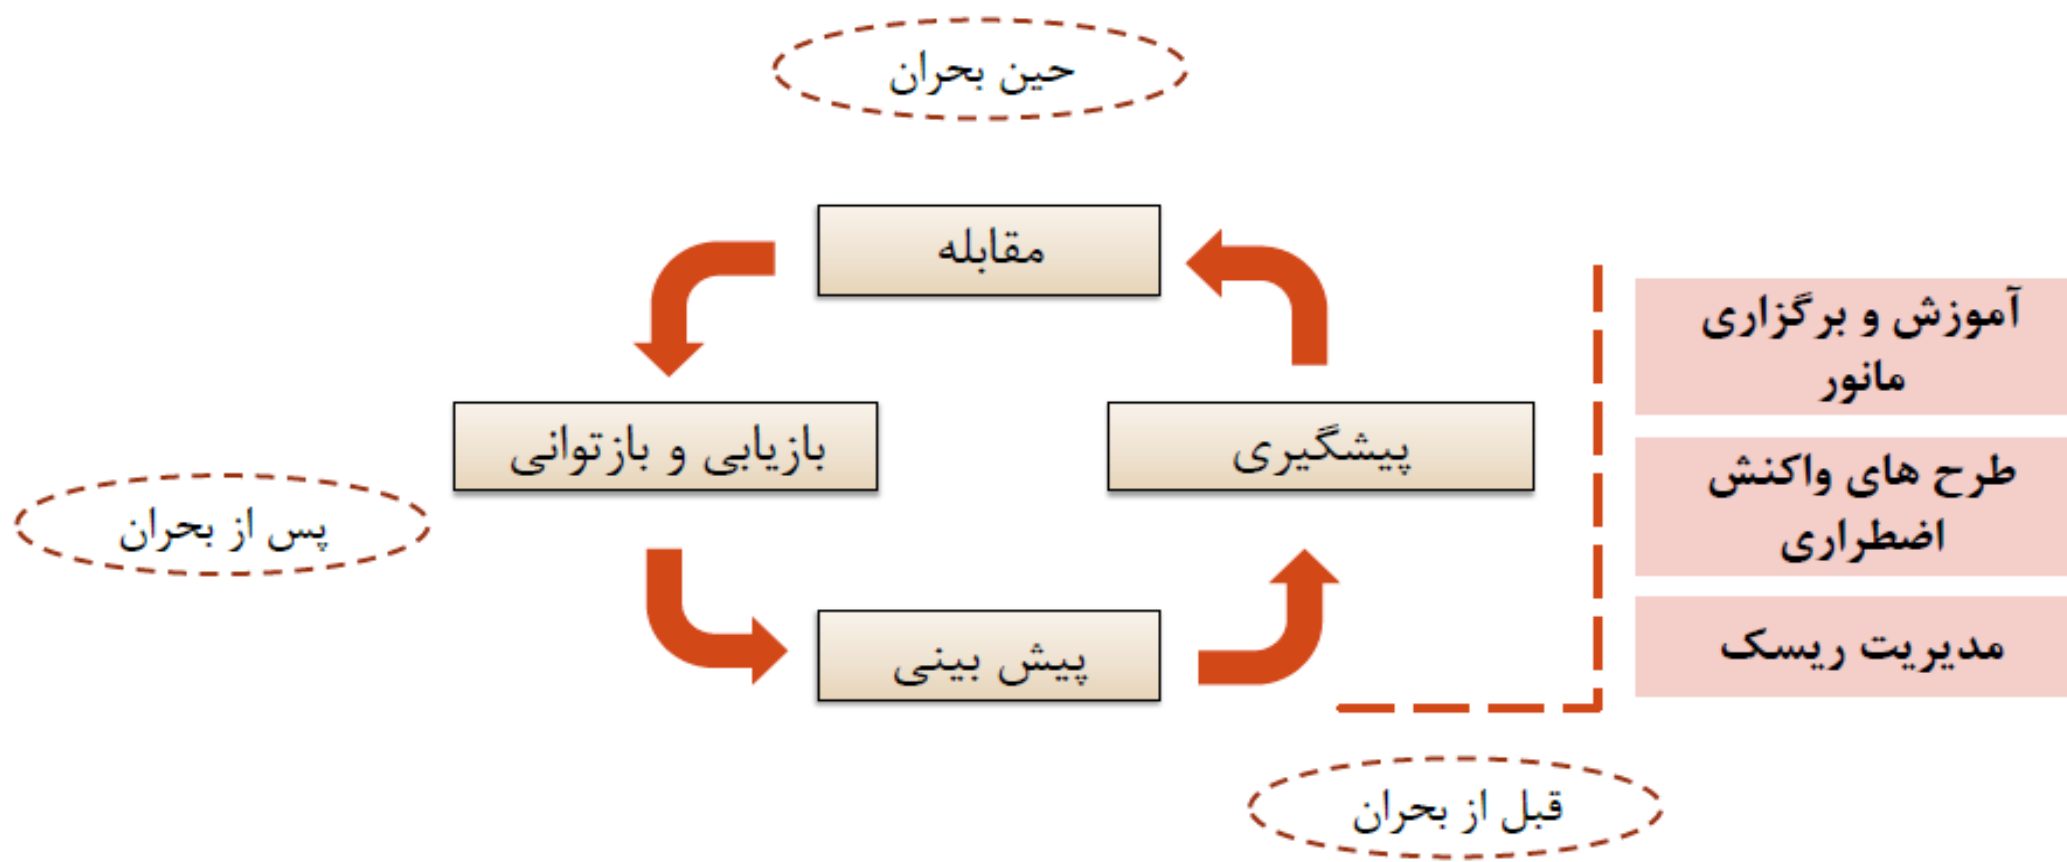 حین بحران
مقابله
آموزش و برگزاری
مانور
پیشگیری
بازیابی و بازتوانی
طرح های واکنش
اضطراری
پس از بحران
مدیریت ریسک
پیش بینی
قبل از بحران